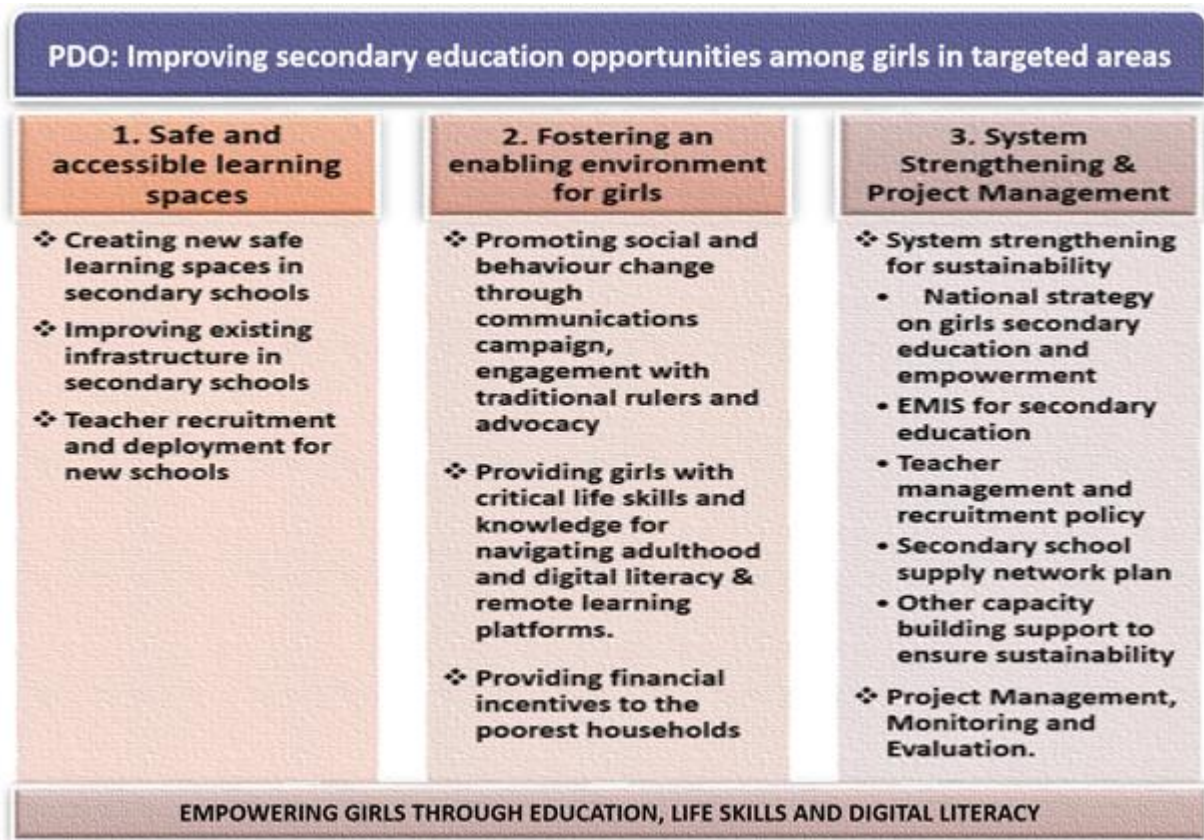 PDO: Improving secondary education opportunities among girls in targeted areas
1. Safe and
accessible learning
spaces
❖ Creating new safe
learning spaces in
secondary schools
❖ Improving existing
infrastructure in
secondary schools
❖ Teacher recruitment
and deployment for
new schools
2. Fostering an
enabling environment
for girls
❖ Promoting social and
behaviour change
through
communications
campaign,
engagement with
traditional rulers and
advocacy
❖ Providing girls with
critical life skills and
knowledge for
navigating adulthood
and digital literacy &
remote learning
platforms.
❖ Providing financial
incentives to the
poorest households
3. System
Strengthening &
Project Management
❖ System strengthening
for sustainability
• National strategy
on girls secondary
education and
empowerment
• EMIS for secondary
education
• Teacher
management and
recruitment policy
• Secondary school
supply network plan
• Other capacity
building support to
ensure sustainability
❖ Project Management,
Monitoring and
Evaluation.
EMPOWERING GIRLS THROUGH EDUCATION, LIFE SKILLS AND DIGITAL LITERACY